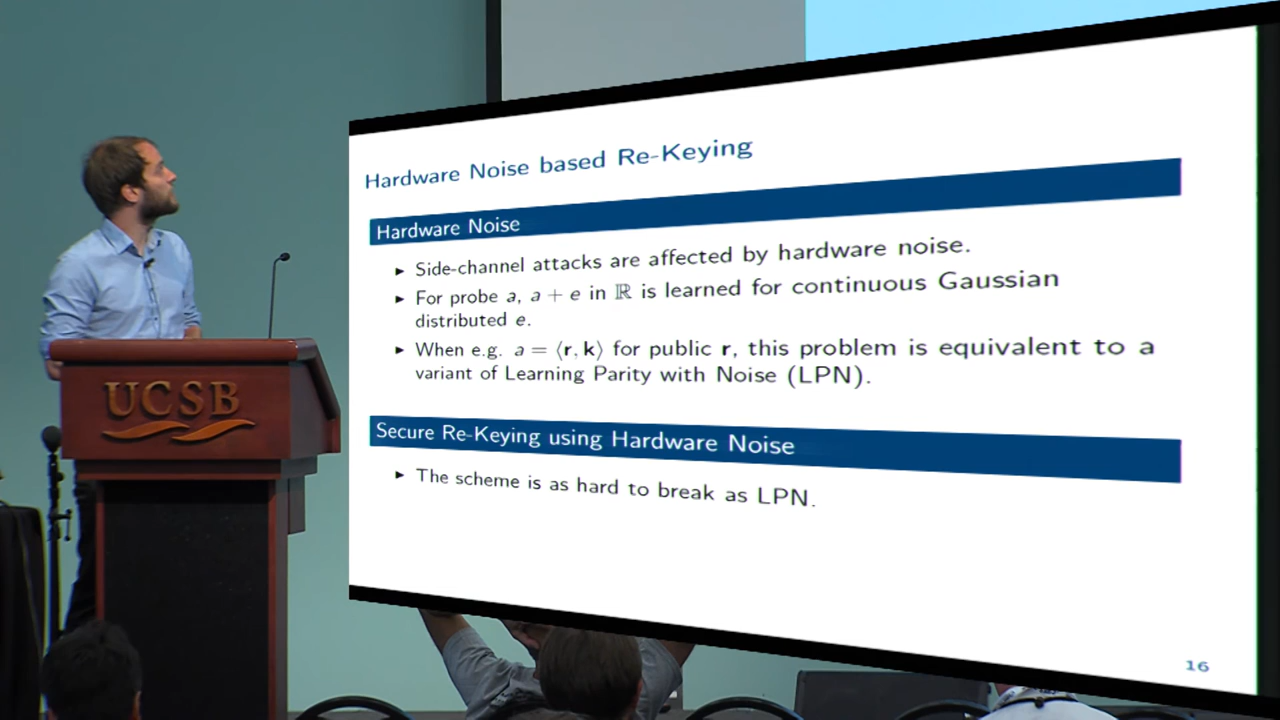 UCSB
Hardware Noise based Re-Keying
Hardware Noise
▸ Side-channel attacks are affected by hardware noise.
▸ For probe a, a + e in ℝ is learned for continuous Gaussian
distributed e.
▸ When e.g. a = ⟨r, k⟩ for public r, this problem is equivalent to a
variant of Learning Parity with Noise (LPN).
Secure Re-Keying using Hardware Noise
▸ The scheme is as hard to break as LPN.
16